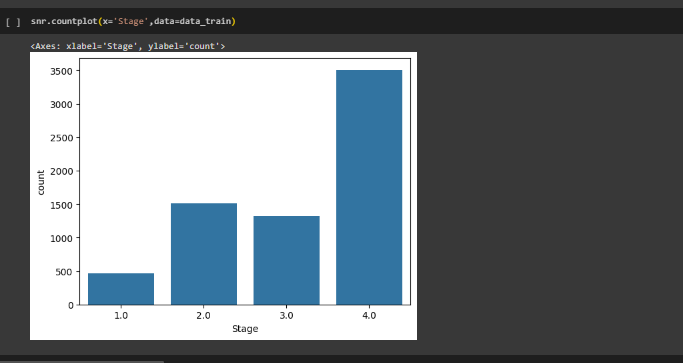 [ ] snr.countplot(x='Stage',data=data_train)
<Axes: xlabel='Stage', ylabel='count'>
3500
3000
2500
2000
1500
1000
500
0
count
1.0 2.0 3.0 4.0
Stage